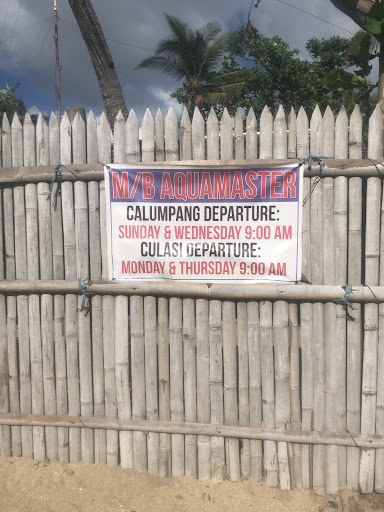 M/B AQUAMASTER
CALUMPANG DEPARTURE:
SUNDAY & WEDNESDAY 9:00 AM
CULASI DEPARTURE:
MONDAY & THURSDAY 9:00 AM